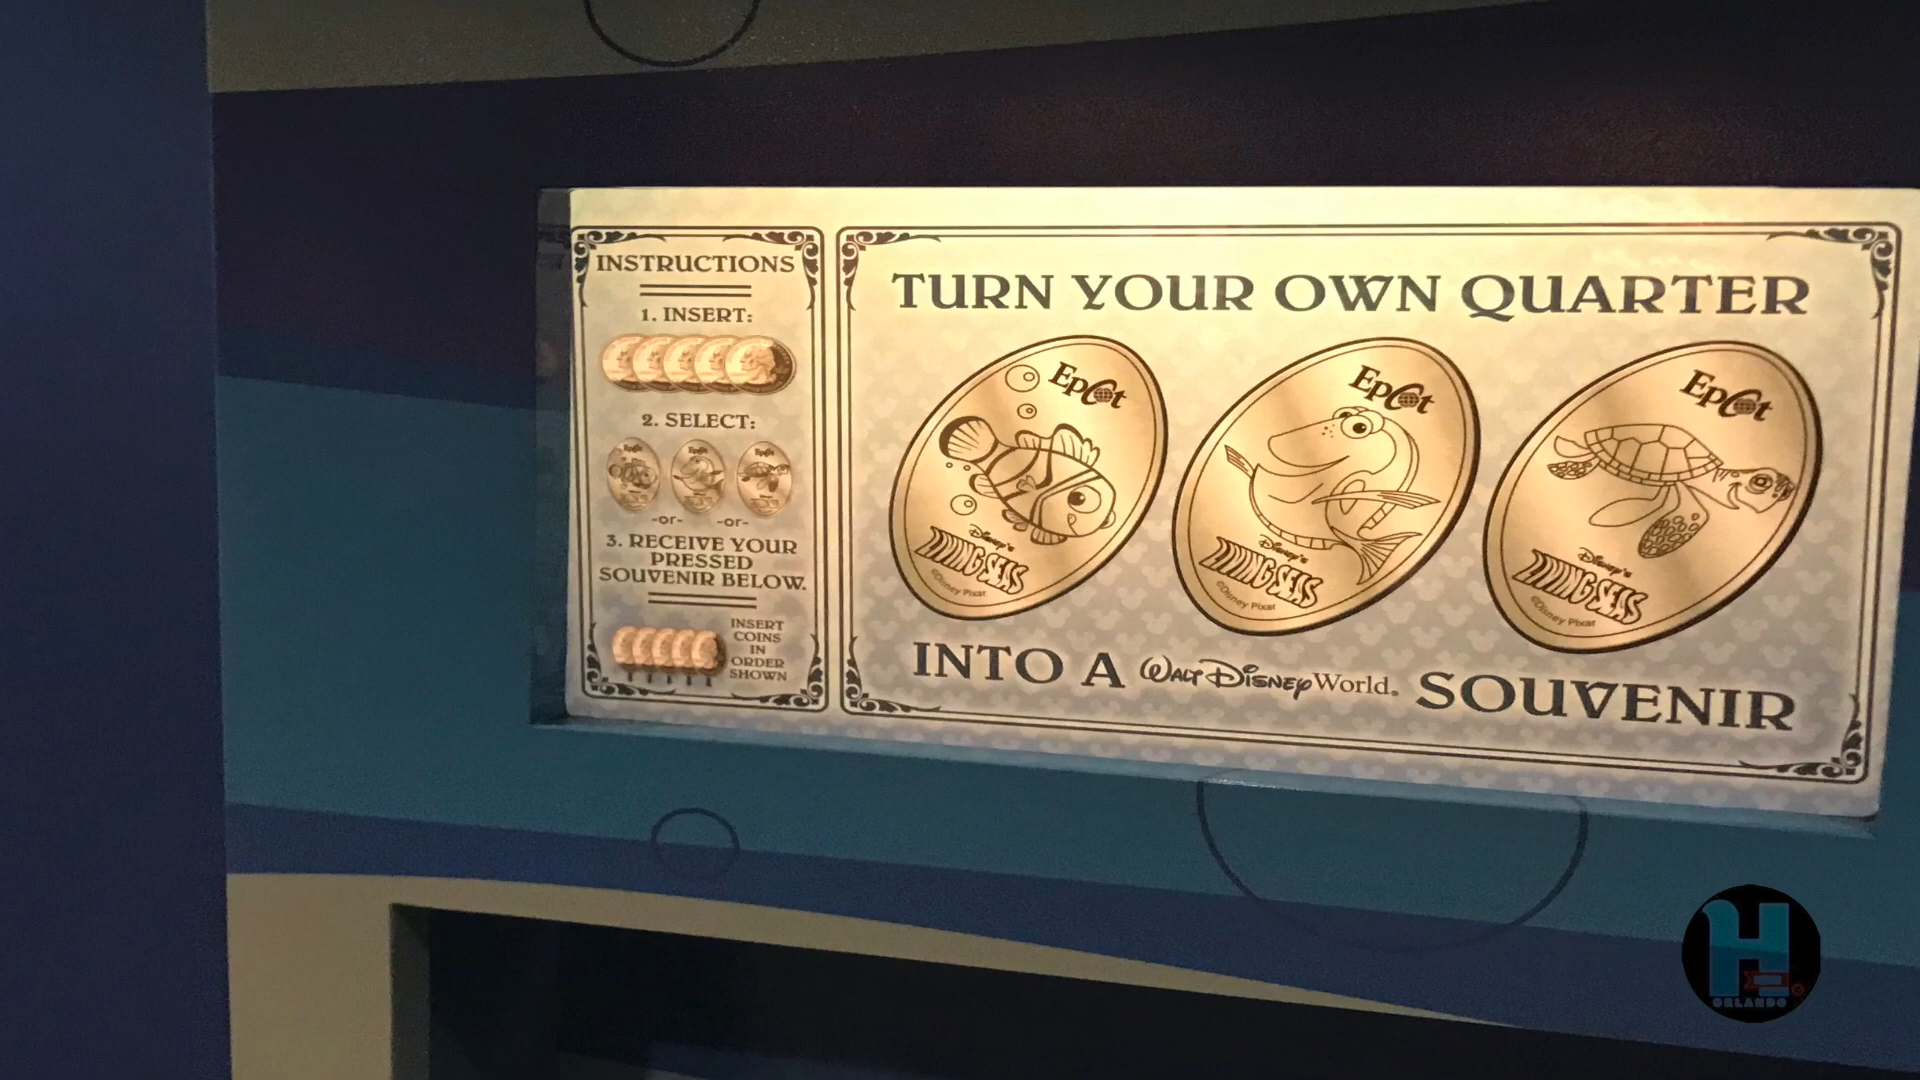 INSTRUCTIONS
1. INSERT:
2. SELECT:
-or- -or-
3. RECEIVE YOUR
PRESSED
SOUVENIR BELOW.
INSERT
COINS
IN
ORDER
SHOWN
TURN YOUR OWN QUARTER
Epcot
Disney's
LIVING SEAS
©Disney Pixar
Epcot
Disney's
LIVING SEAS
©Disney Pixar
Epcot
Disney's
LIVING SEAS
©Disney Pixar
INTO A Walt Disney World. SOUVENIR
H
ORLANDO